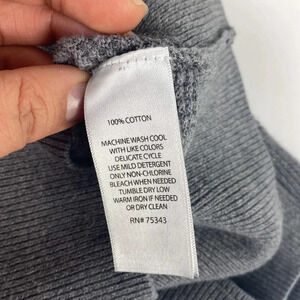 100% COTTON
MACHINE WASH COOL
WITH LIKE COLORS
DELICATE CYCLE
USE MILD DETERGENT
ONLY NON-CHLORINE
BLEACH WHEN NEEDED
TUMBLE DRY LOW
WARM IRON IF NEEDED
OR DRY CLEAN
RN# 75343